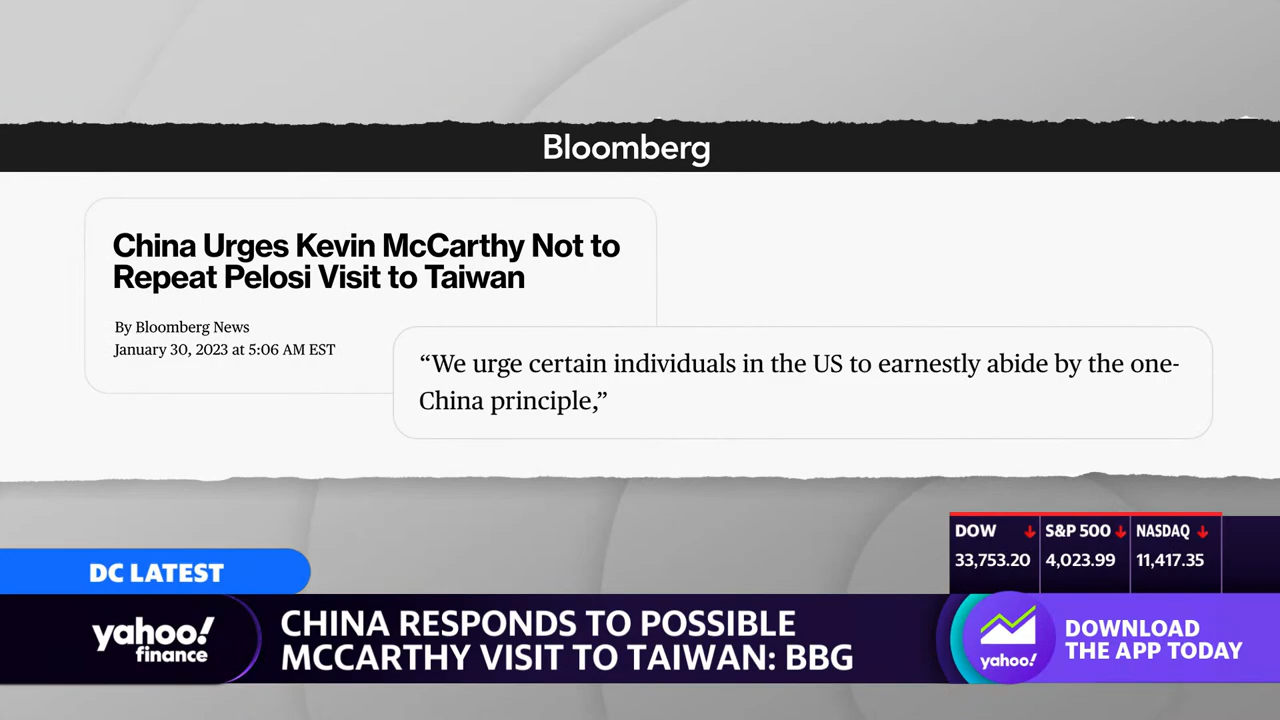 Bloomberg
China Urges Kevin McCarthy Not to
Repeat Pelosi Visit to Taiwan
By Bloomberg News
January 30, 2023 at 5:06 AM EST
“We urge certain individuals in the US to earnestly abide by the one-
China principle,”
DOW
33,753.20
S&P 500
4,023.99
NASDAQ
11,417.35
DC LATEST
yahoo!
finance
CHINA RESPONDS TO POSSIBLE
MCCARTHY VISIT TO TAIWAN: BBG
yahoo!
DOWNLOAD
THE APP TODAY